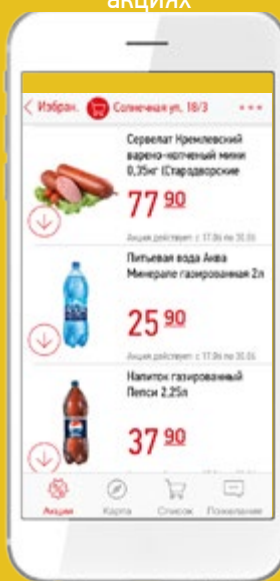 акциях
Избран.
Солнечная ул. 18/3
Сервелат Кремлевский
варено-копченый мини
0,35кг (Стародворские
77 90
Акция действует с 17.06 по 30.06
Питьевая вода Аква
Минерале газированная 2л
25 90
Акция действует с 17.06 по 30.06
Напиток газированный
Пепси 2,25л
37 90
Акции
Карта
Список
Пожелания